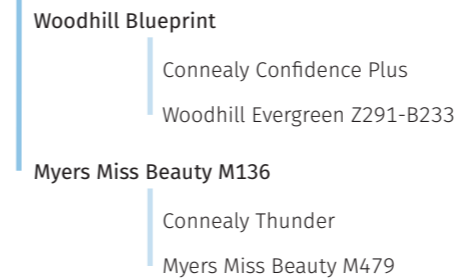 Woodhill Blueprint
Connealy Confidence Plus
Woodhill Evergreen Z291-B233
Myers Miss Beauty M136
Connealy Thunder
Myers Miss Beauty M479